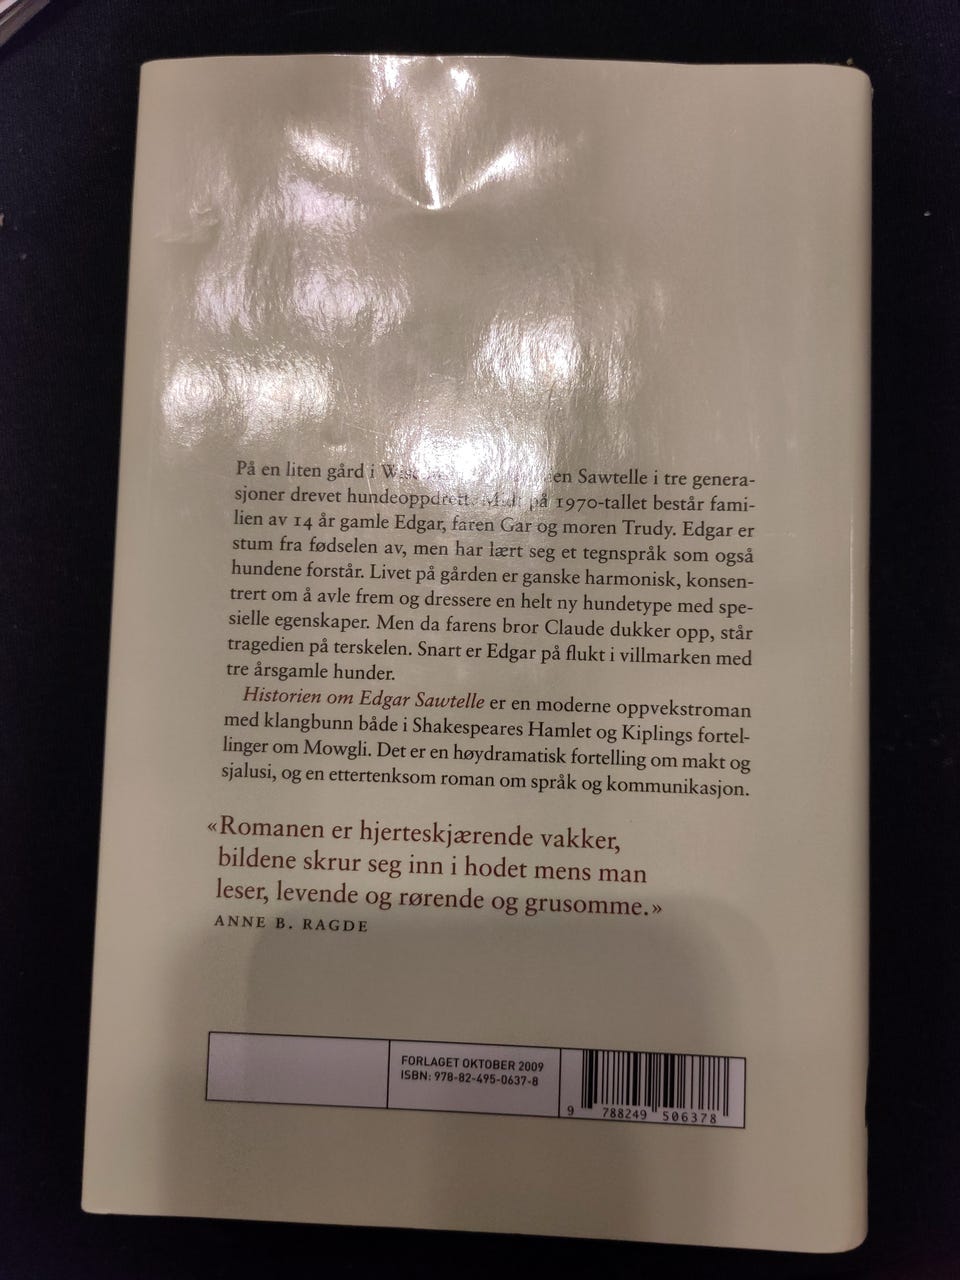 På en liten gård i en Sawtelle i tre genera-
sjoner drevet hundeoppdrett. Midt på 1970-tallet består fami-
lien av 14 år gamle Edgar, faren Gar og moren Trudy. Edgar er
stum fra fødselen av, men har lært seg et tegnspråk som også
hundene forstår. Livet på gården er ganske harmonisk, konsen-
trert om å avle frem og dressere en helt ny hundetype med spe-
sielle egenskaper. Men da farens bror Claude dukker opp, står
tragedien på terskelen. Snart er Edgar på flukt i villmarken med
tre årsgamle hunder.
Historien om Edgar Sawtelle er en moderne oppvekstroman
med klangbunn både i Shakespeares Hamlet og Kiplings fortel-
linger om Mowgli. Det er en høydramatisk fortelling om makt og
sjalusi, og en ettertenksom roman om språk og kommunikasjon.
«Romanen er hjerteskjærende vakker,
bildene skrur seg inn i hodet mens man
leser, levende og rørende og grusomme.»
ANNE B. RAGDE
FORLAGET OKTOBER 2009
ISBN: 978-82-495-0637-8
9 788249 506378